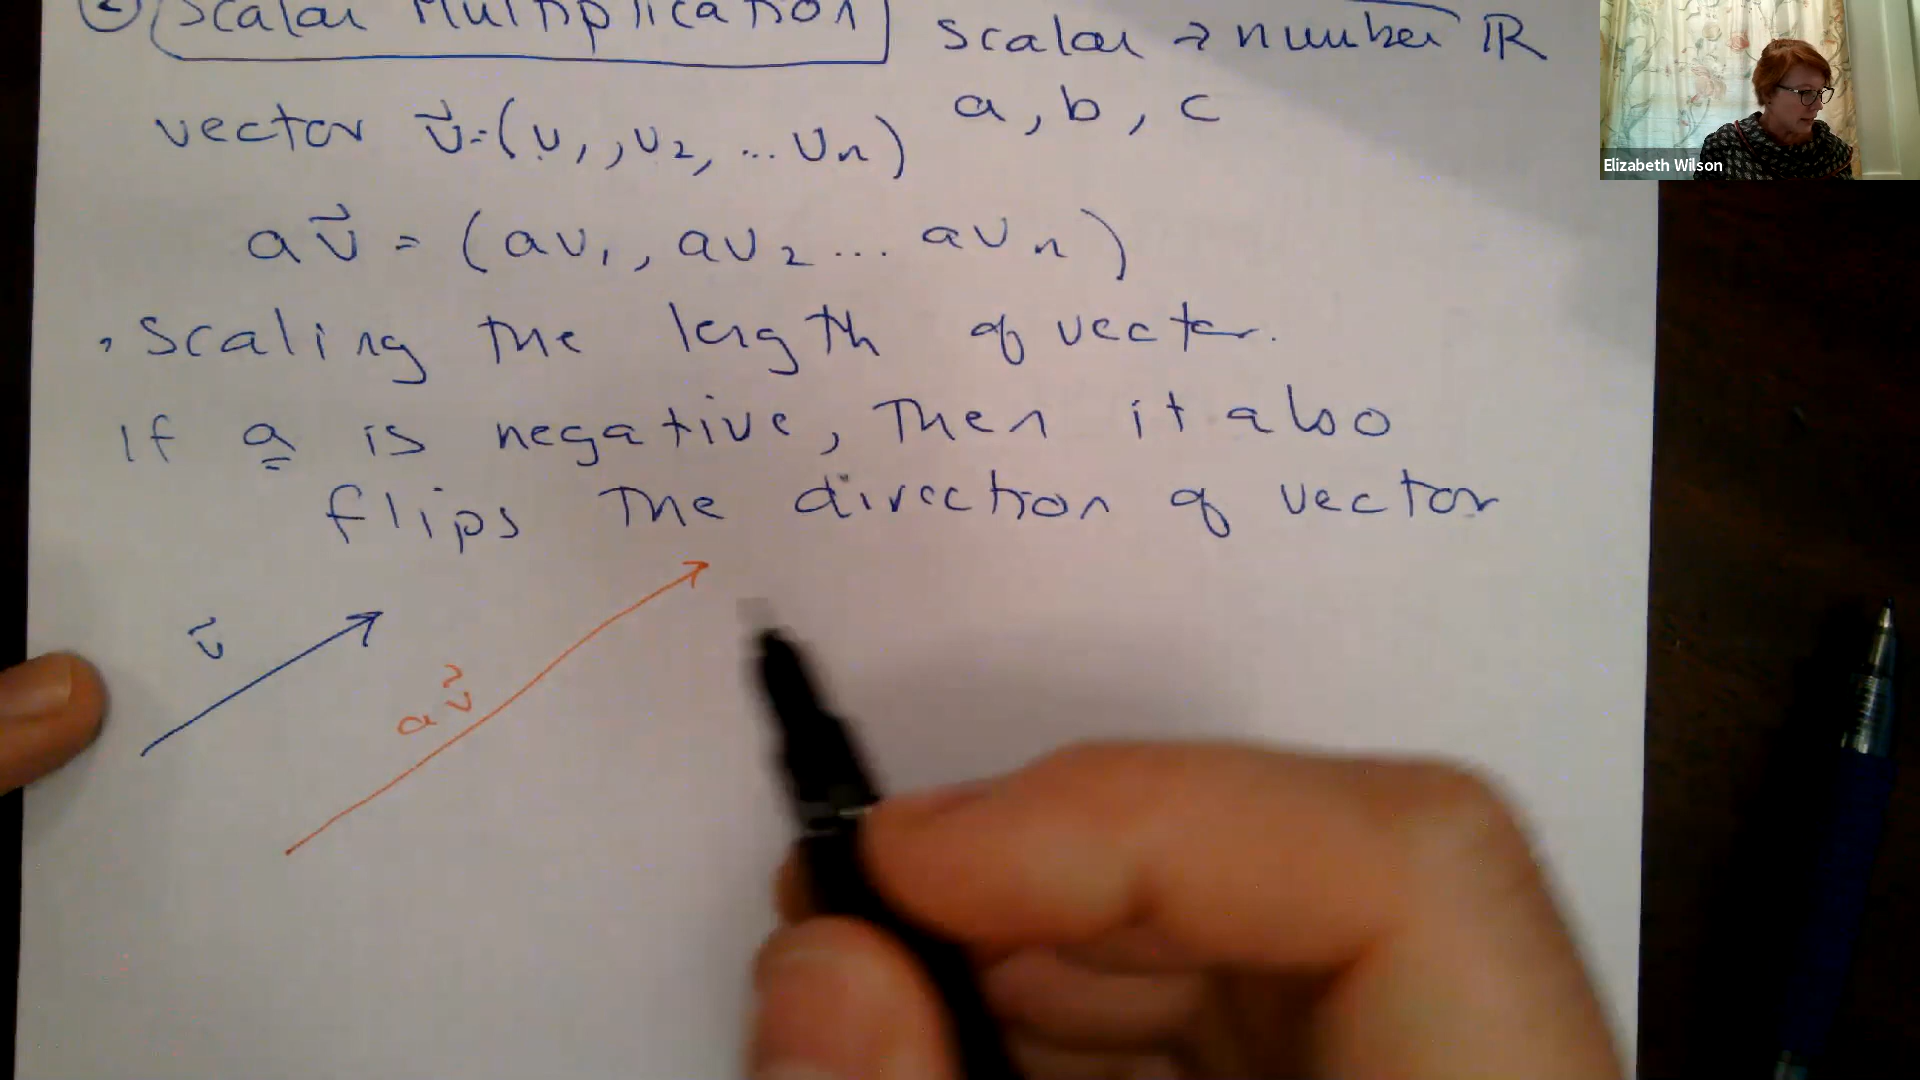 ② Scalar Multiplication scalar → number ℝ
a, b, c
vector v⃗=(v₁, v₂, ... vₙ)
av⃗ = (av₁, av₂ ... avₙ)
• Scaling the length of vector.
If a is negative, then it also
flips the direction of vector
v⃗
av⃗
Elizabeth Wilson